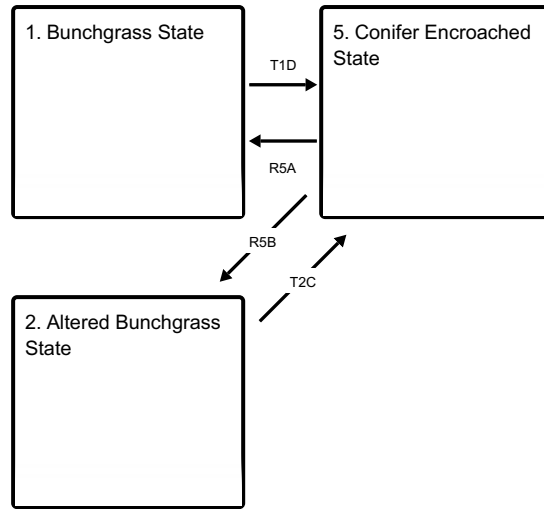 1. Bunchgrass State
5. Conifer Encroached
State
T1D
R5A
R5B
T2C
2. Altered Bunchgrass
State